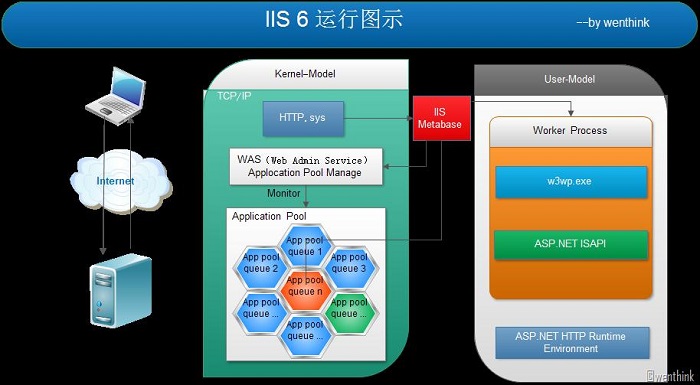 IIS 6 运行图示
--by wenthink
Kernel-Model
TCP/IP
HTTP, sys
IIS
Metabase
WAS（Web Admin Service）
Applocation Pool Manage
Monitor
Application Pool
App pool
queue 1
App pool
queue 2
App pool
queue 3
App pool
queue n
App pool
queue ...
App pool
queue ...
App pool
queue ...
Internet
User-Model
Worker Process
w3wp.exe
ASP.NET ISAPI
ASP.NET HTTP Runtime
Environment
©wenthink